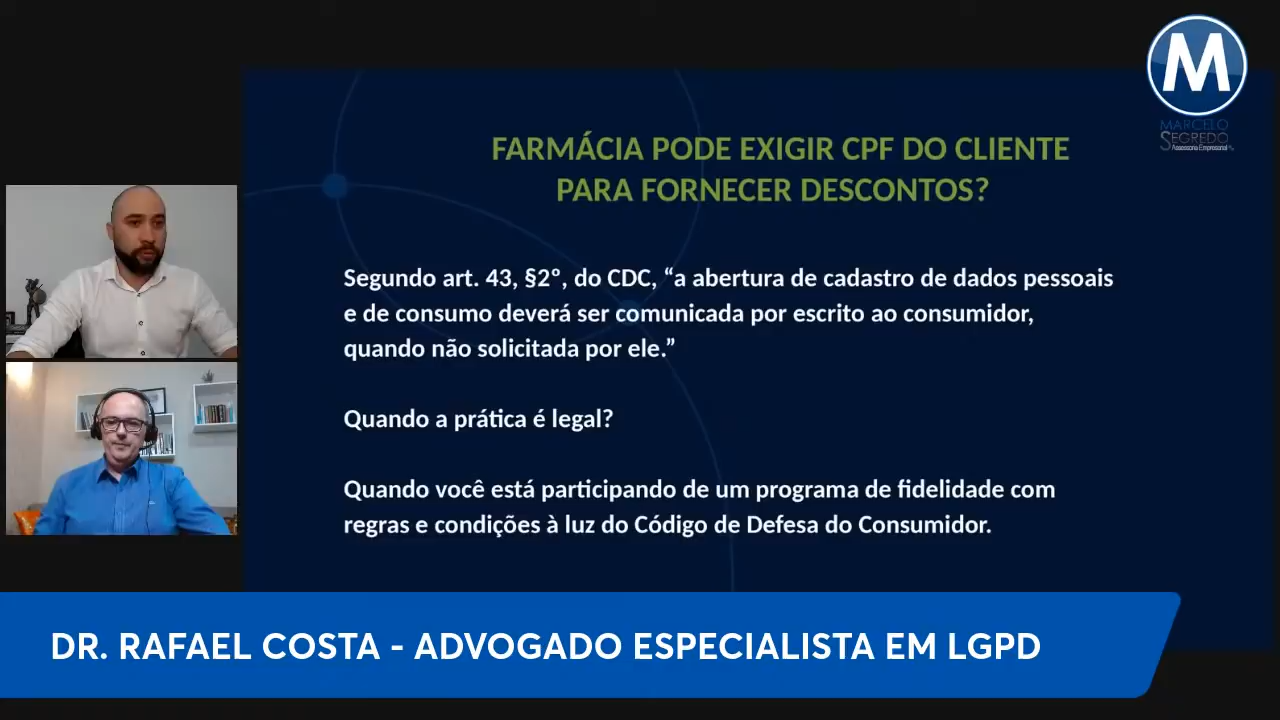 M
MARCELO
SEGREDO
Assessoria Empresarial
FARMÁCIA PODE EXIGIR CPF DO CLIENTE
PARA FORNECER DESCONTOS?
Segundo art. 43, §2º, do CDC, “a abertura de cadastro de dados pessoais
e de consumo deverá ser comunicada por escrito ao consumidor,
quando não solicitada por ele.”
Quando a prática é legal?
Quando você está participando de um programa de fidelidade com
regras e condições à luz do Código de Defesa do Consumidor.
DR. RAFAEL COSTA - ADVOGADO ESPECIALISTA EM LGPD